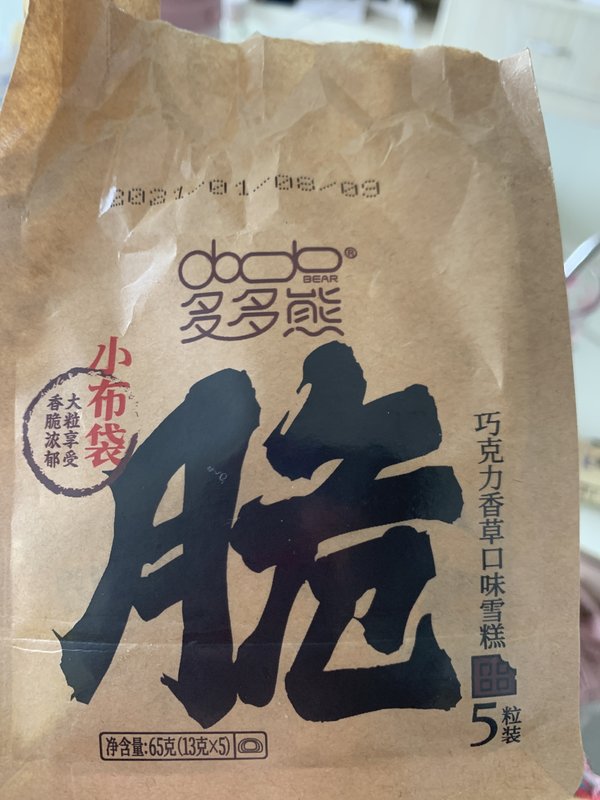 2021/01/08/09
dodo®
BEAR
多多熊
小布袋
大粒享受
香脆浓郁
脆
巧克力香草口味雪糕
5粒装
净含量:65克(13克×5)